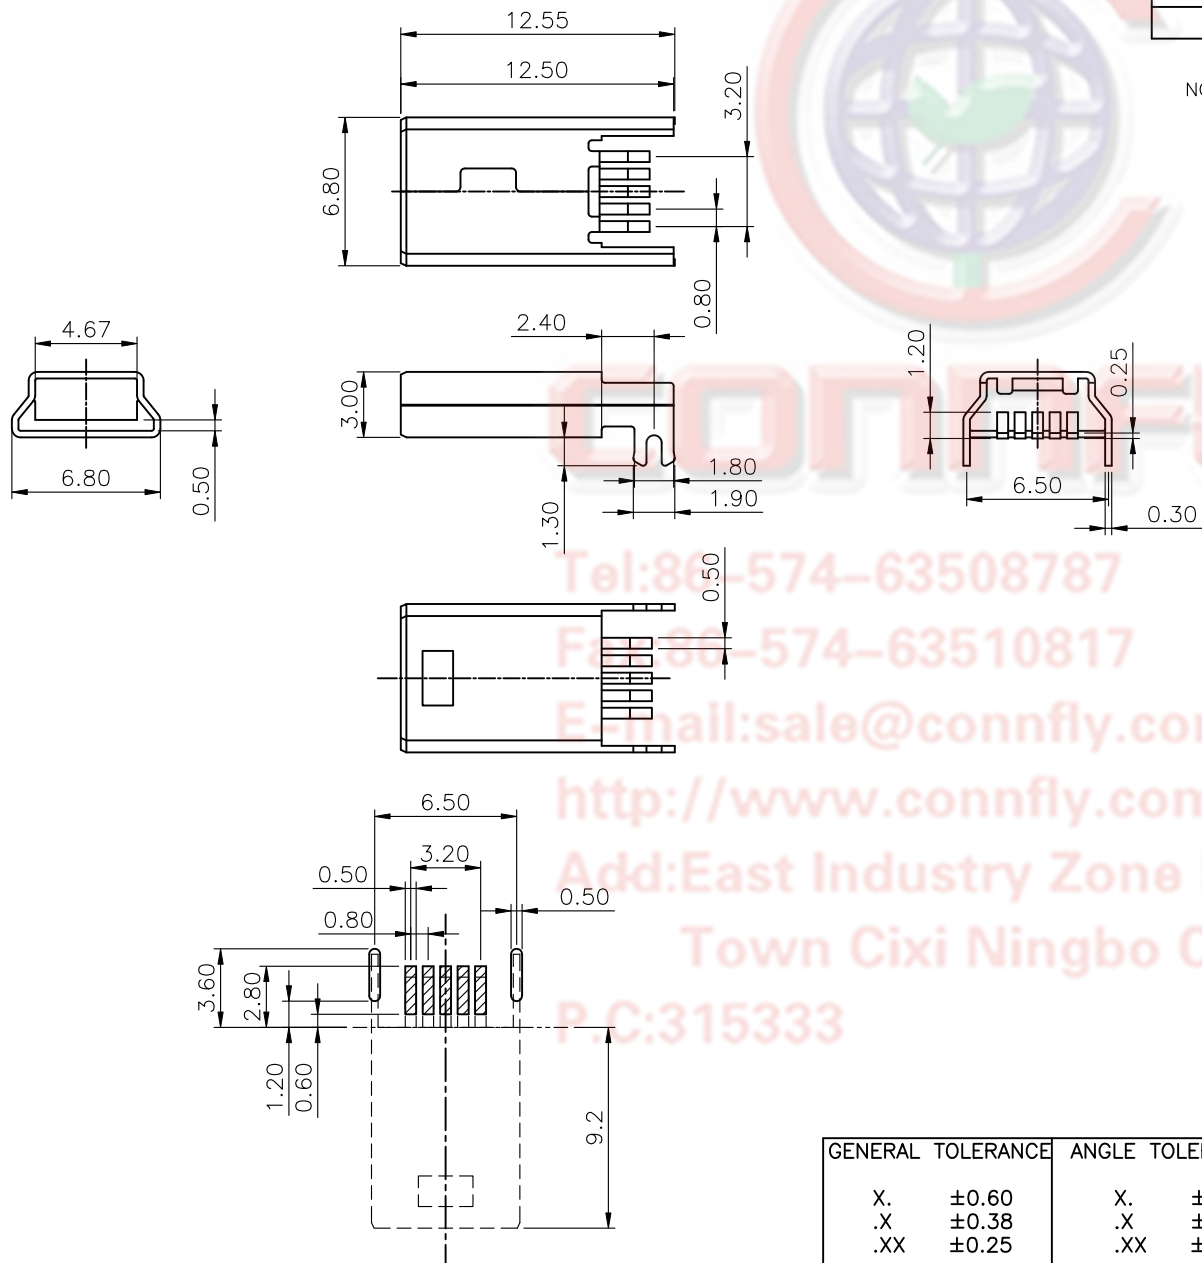 12.55
12.50
3.20
6.80
0.80
4.67
6.80
0.50
2.40
3.00
1.80
1.90
1.30
1.20
0.25
6.50
0.30
CONNF
Tel:86-574-63508787
0.50
Fax:86-574-63510817
E-mail:sale@connfly.co
http://www.connfly.com
6.50
3.20
0.50
0.50
0.80
Add:East Industry Zone
Town Cixi Ningbo C
3.60
2.80
P.C:315333
1.20
0.60
9.2
GENERAL TOLERANCE
ANGLE TOLE
X. ±0.60
X. ±
.X ±0.38
.X ±
.XX ±0.25
.XX ±